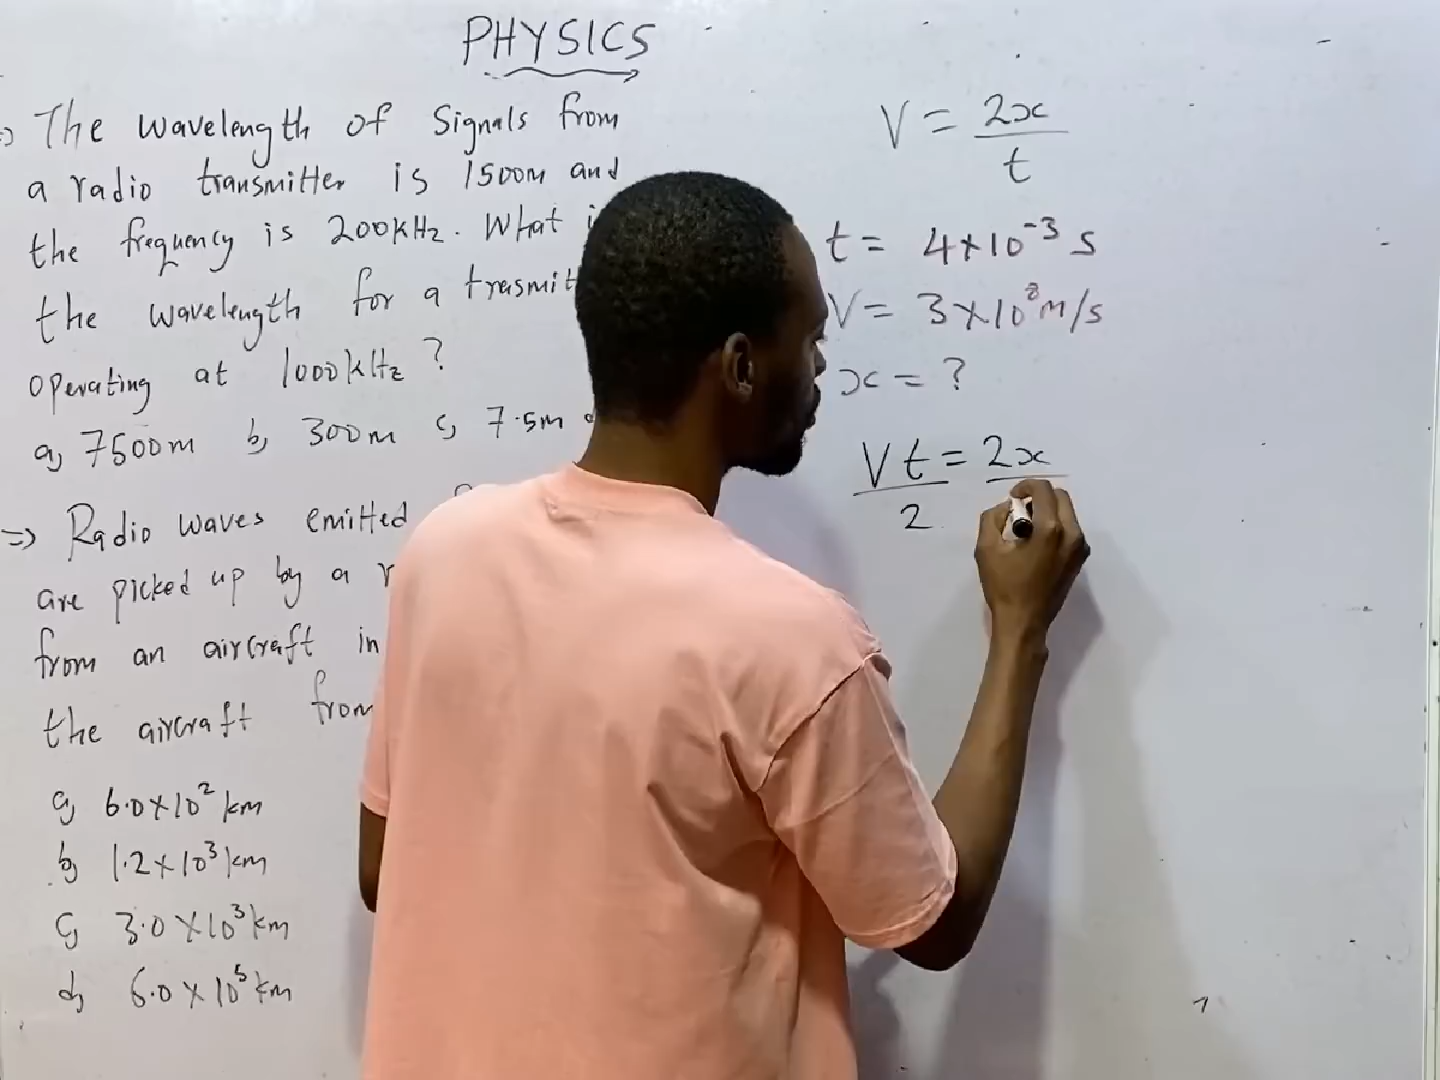 PHYSICS
=> The wavelength of Signals from
a radio transmitter is 1500m and
the frequency is 200kHz. What
the wavelength for a trasmit
operating at 1000kHz?
a, 7500m b, 300m c, 7.5m
=> Radio waves emitted
are picked up by a
from an aircraft in
the aircraft from
a, 6.0×10² km
b, 1.2×10³ km
c, 3.0×10³ km
d, 6.0×10⁵ km
V = 2x/t
t = 4×10⁻³ s
V = 3×10⁸ m/s
x = ?
Vt/2 = 2x